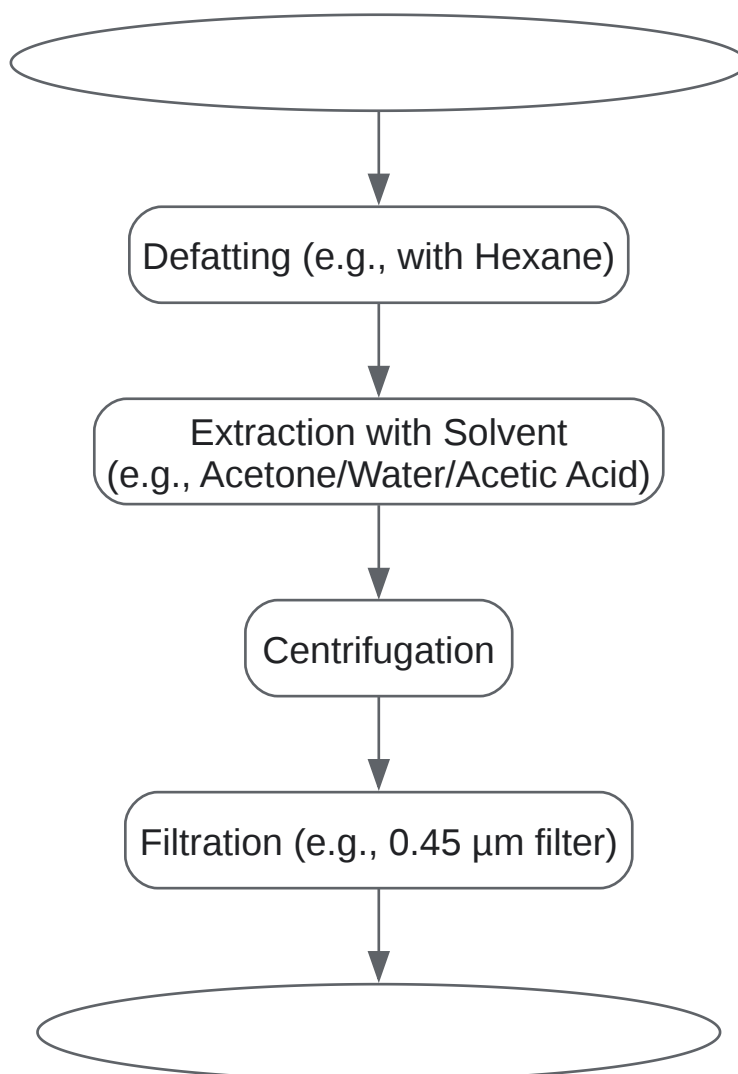 Defatting (e.g., with Hexane)
Extraction with Solvent
(e.g., Acetone/Water/Acetic Acid)
Centrifugation
Filtration (e.g., 0.45 µm filter)